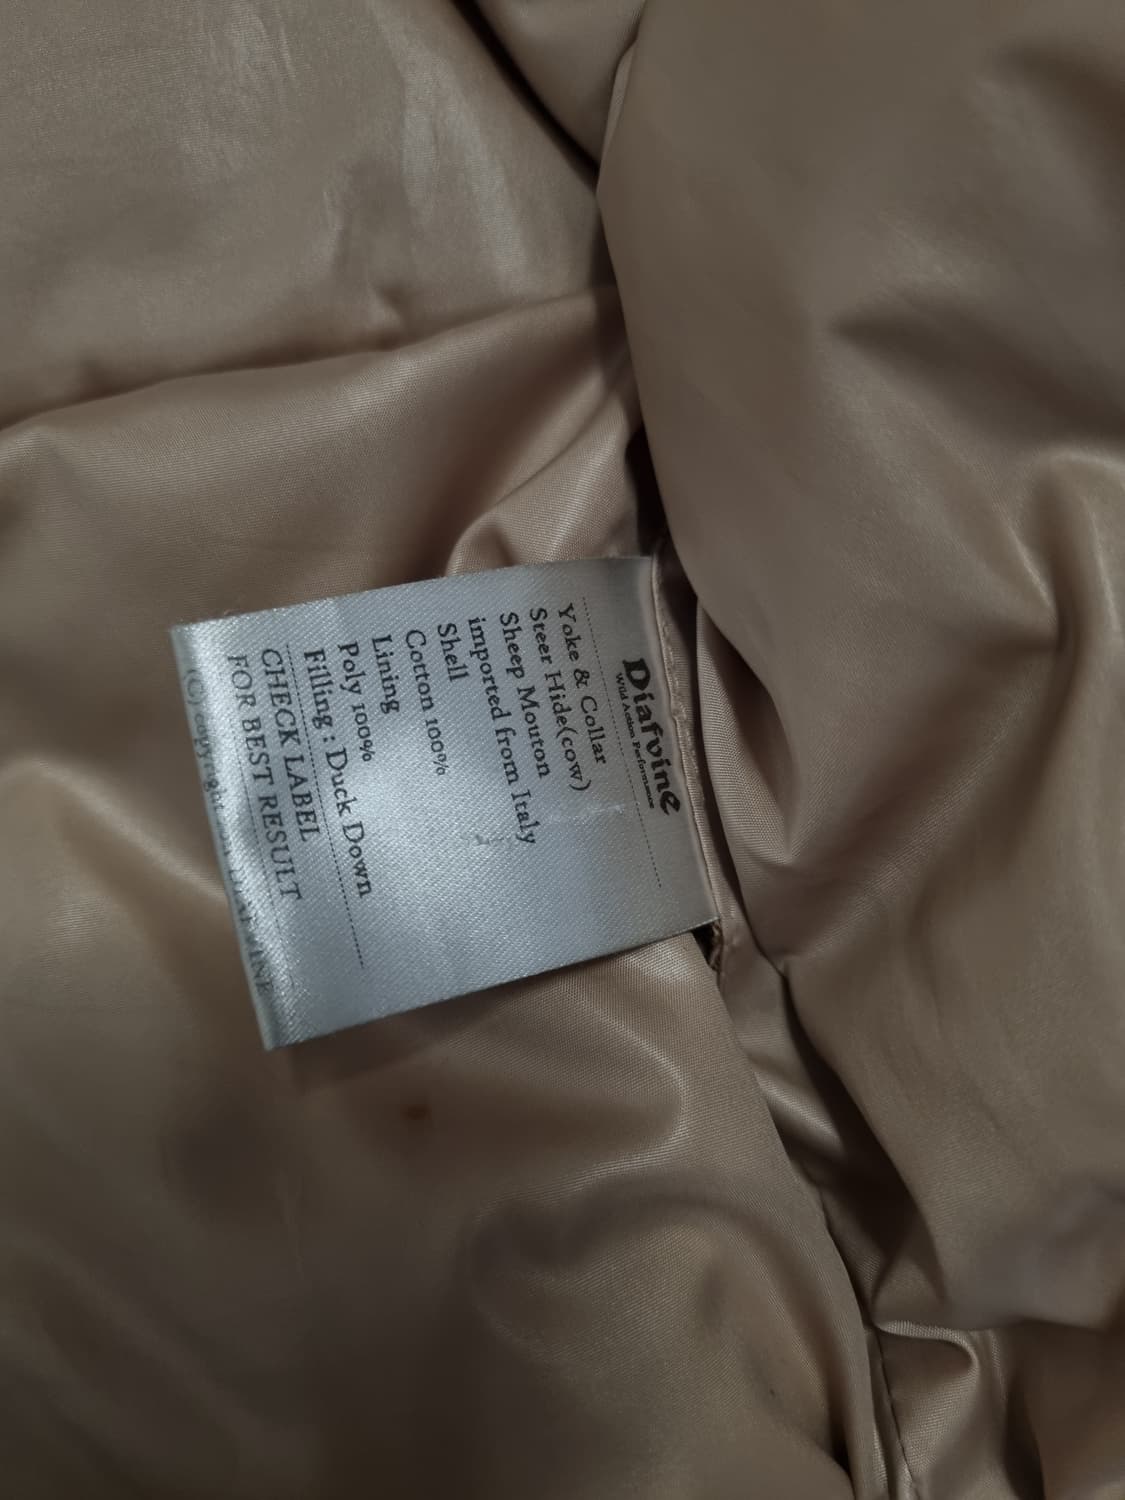 Diafvine
Wild Action Performance
Yoke & Collar
Steer Hide(cow)
Sheep Mouton
imported from Italy
Shell
Cotton 100%
Lining
Poly 100%
Filling : Duck Down
CHECK LABEL
FOR BEST RESULT
(C) copyright